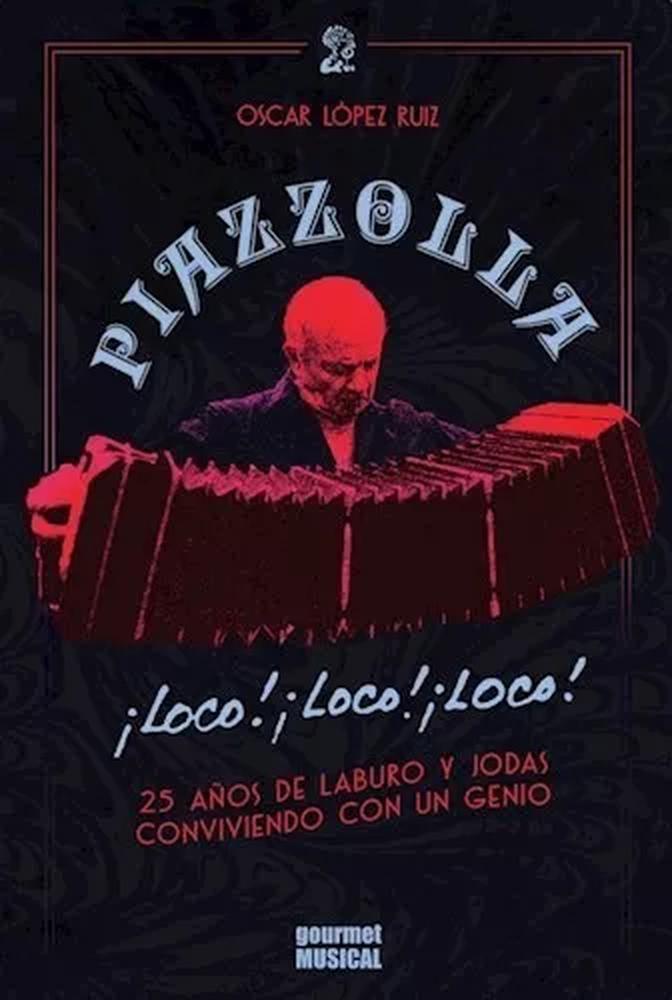 OSCAR LÓPEZ RUIZ
PIAZZOLLA
¡Loco! ¡Loco! ¡Loco!
25 AÑOS DE LABURO Y JODAS
CONVIVIENDO CON UN GENIO
gourmet
MUSICAL